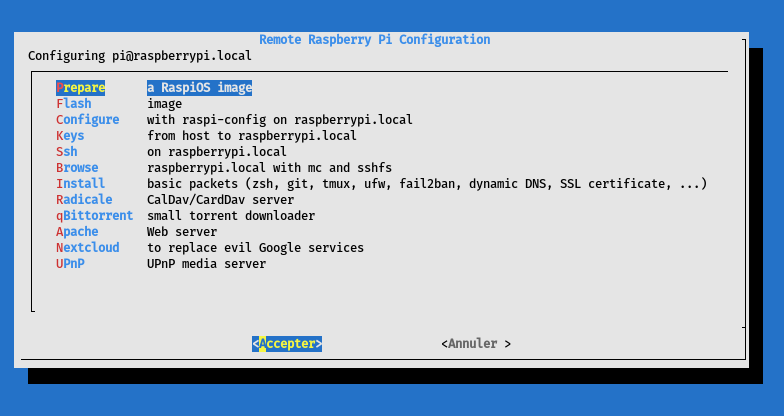 Remote Raspberry Pi Configuration
Configuring pi@raspberrypi.local
Prepare a RaspiOS image
Flash image
Configure with raspi-config on raspberrypi.local
Keys from host to raspberrypi.local
Ssh on raspberrypi.local
Browse raspberrypi.local with mc and sshfs
Install basic packets (zsh, git, tmux, ufw, fail2ban, dynamic DNS, SSL certificate, ...)
Radicale CalDav/CardDav server
qBittorrent small torrent downloader
Apache Web server
Nextcloud to replace evil Google services
UPnP UPnP media server
<Accepter> <Annuler >